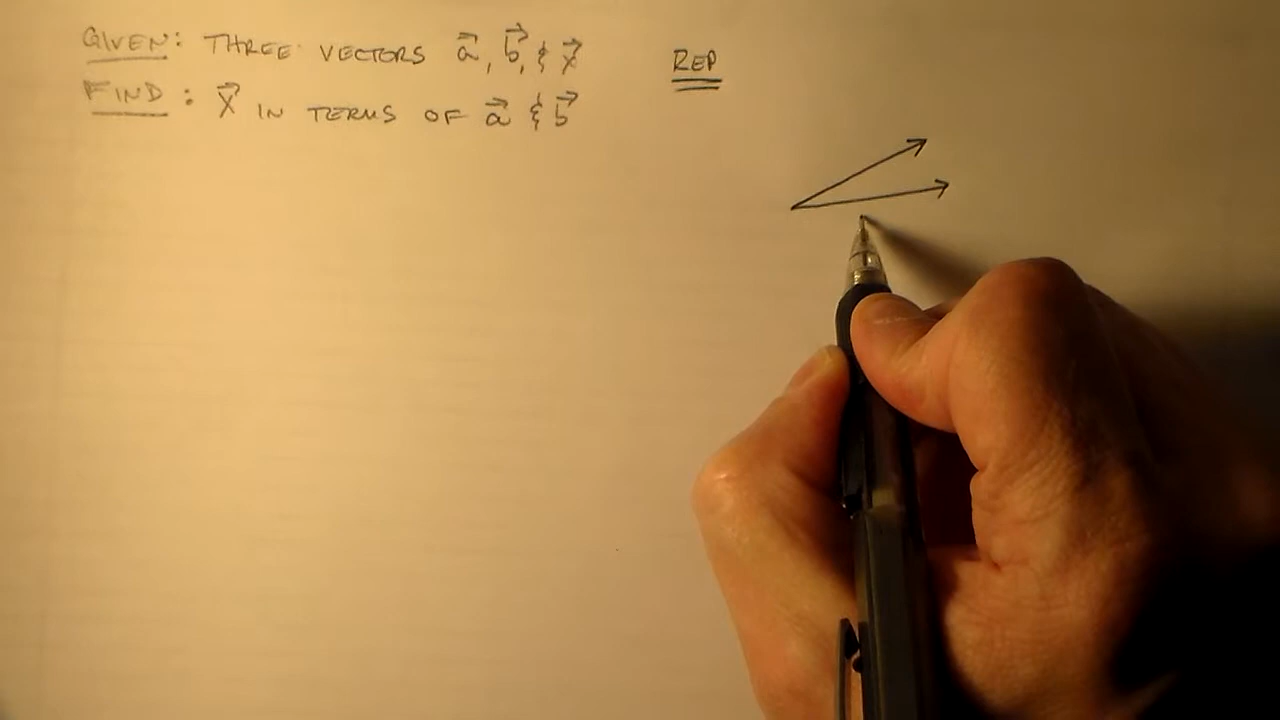 GIVEN: THREE VECTORS a⃗, b⃗, & x⃗
FIND: x⃗ IN TERMS OF a⃗ & b⃗
REP